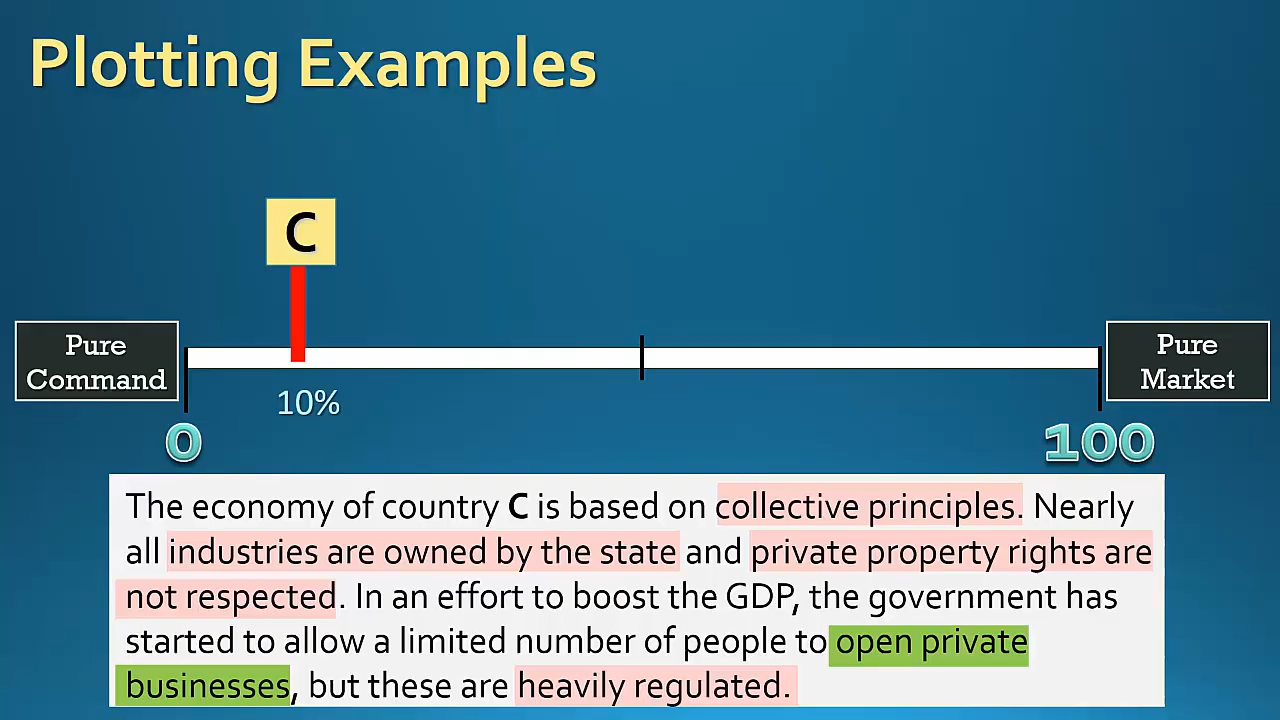 Plotting Examples
C
Pure
Command
Pure
Market
10%
0
100
The economy of country C is based on collective principles. Nearly
all industries are owned by the state and private property rights are
not respected. In an effort to boost the GDP, the government has
started to allow a limited number of people to open private
businesses, but these are heavily regulated.